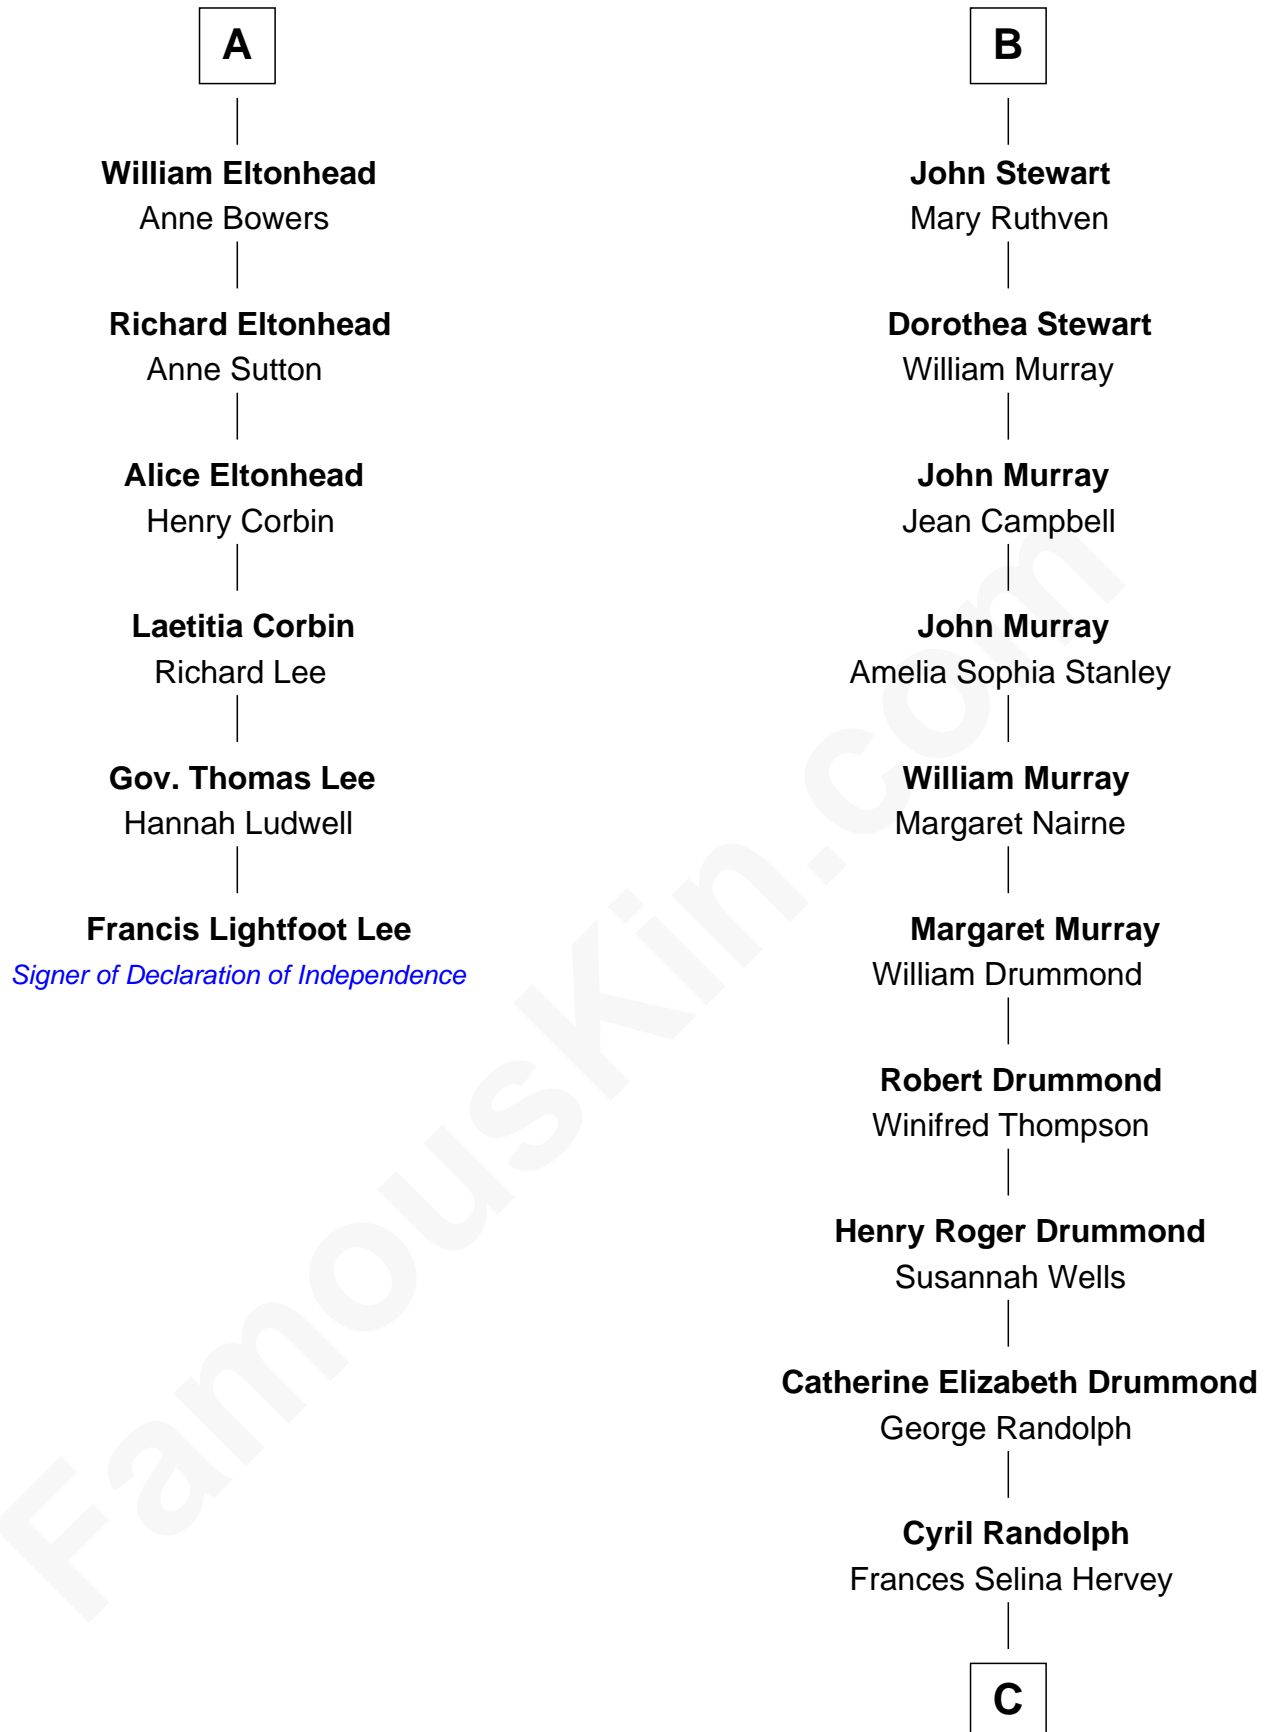 A
William Eltonhead
Anne Bowers
Richard Eltonhead
Anne Sutton
Alice Eltonhead
Henry Corbin
Laetitia Corbin
Richard Lee
Gov. Thomas Lee
Hannah Ludwell
Francis Lightfoot Lee
Signer of Declaration of Independence
B
John Stewart
Mary Ruthven
Dorothea Stewart
William Murray
John Murray
Jean Campbell
John Murray
Amelia Sophia Stanley
William Murray
Margaret Nairne
Margaret Murray
William Drummond
Robert Drummond
Winifred Thompson
Henry Roger Drummond
Susannah Wells
Catherine Elizabeth Drummond
George Randolph
Cyril Randolph
Frances Selina Hervey
C
FamousKin.com